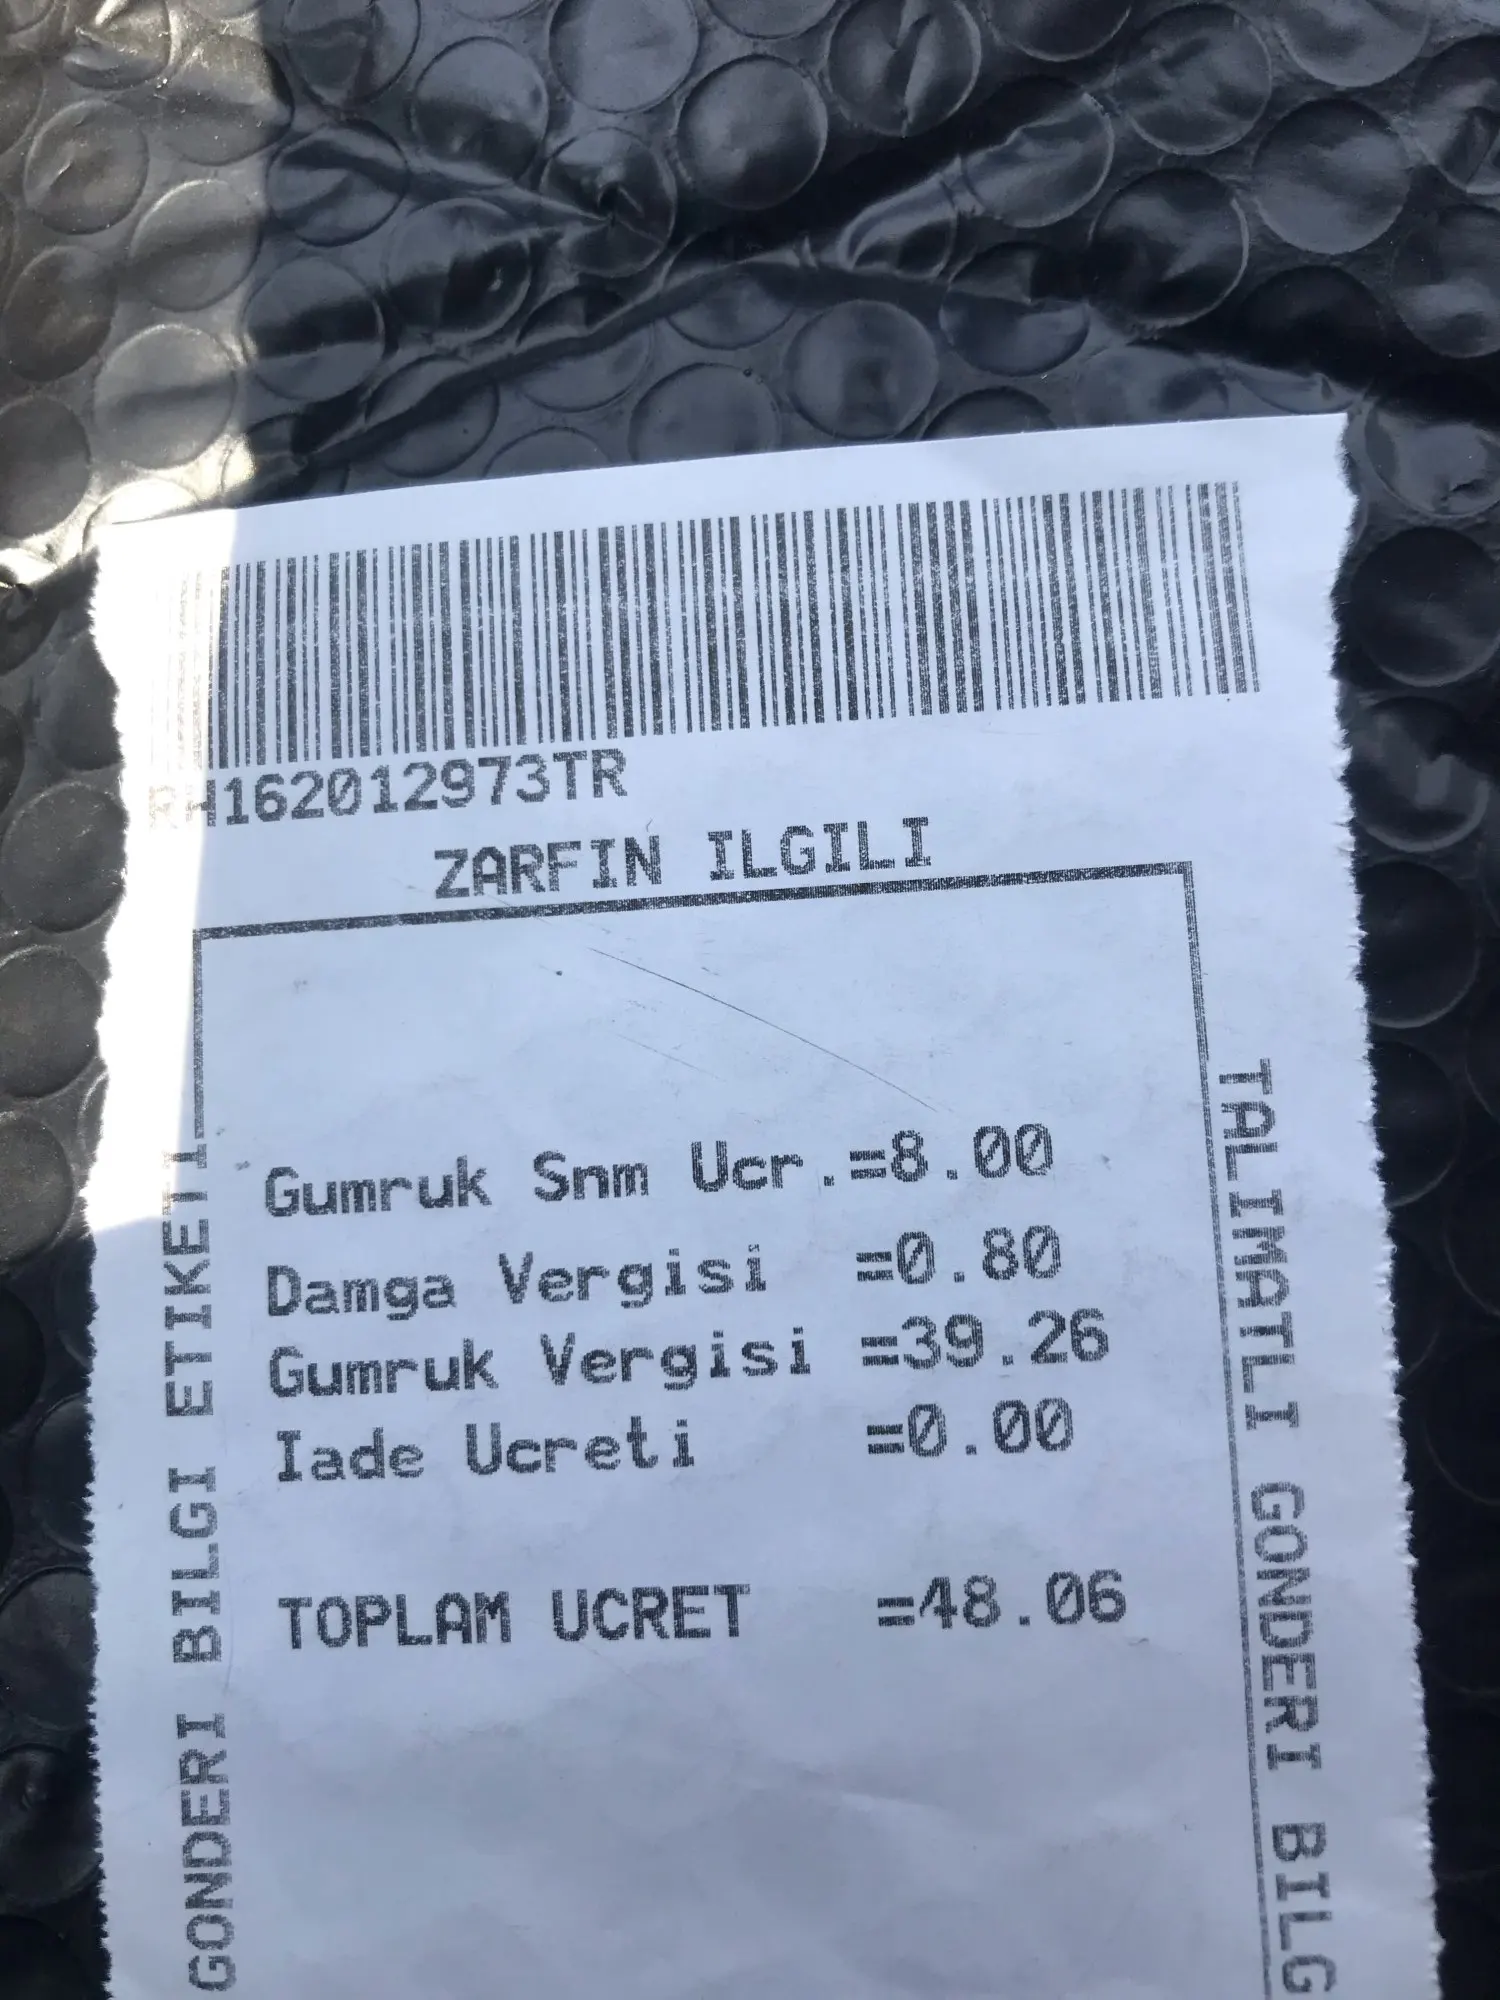 RH162012973TR
ZARFIN ILGILI
Gumruk Snm Ucr.=8.00
Damga Vergisi =0.80
Gumruk Vergisi =39.26
Iade Ucreti =0.00
TOPLAM UCRET =48.06
GONDERI BILGI ETIKETI
TALIMATLI GONDERI BILG